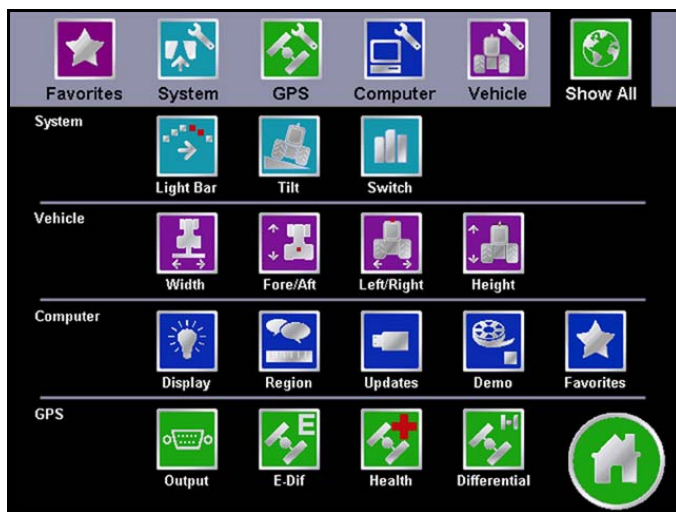 Favorites System GPS Computer Vehicle Show All
System
Light Bar Tilt Switch
Vehicle
Width Fore/Aft Left/Right Height
Computer
Display Region Updates Demo Favorites
GPS
E
Output E-Dif Health Differential